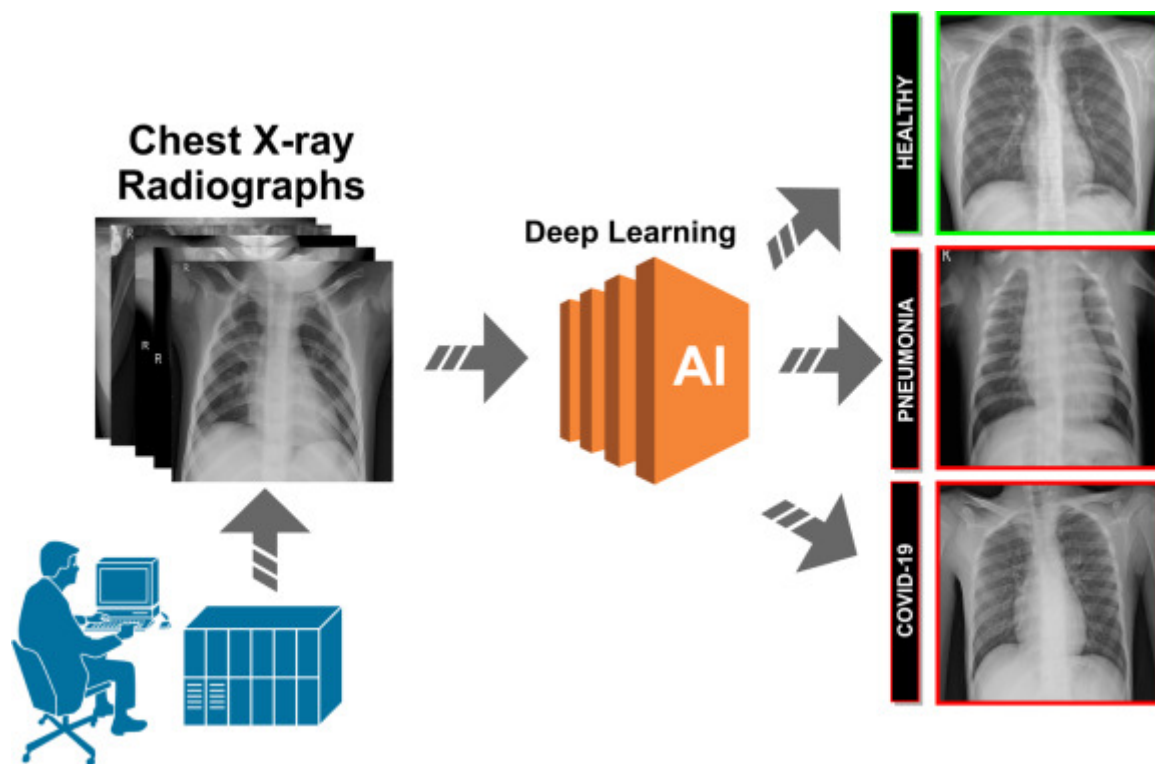 Chest X-ray
Radiographs
R
R
R
R
Deep Learning
AI
HEALTHY
R
PNEUMONIA
COVID-19